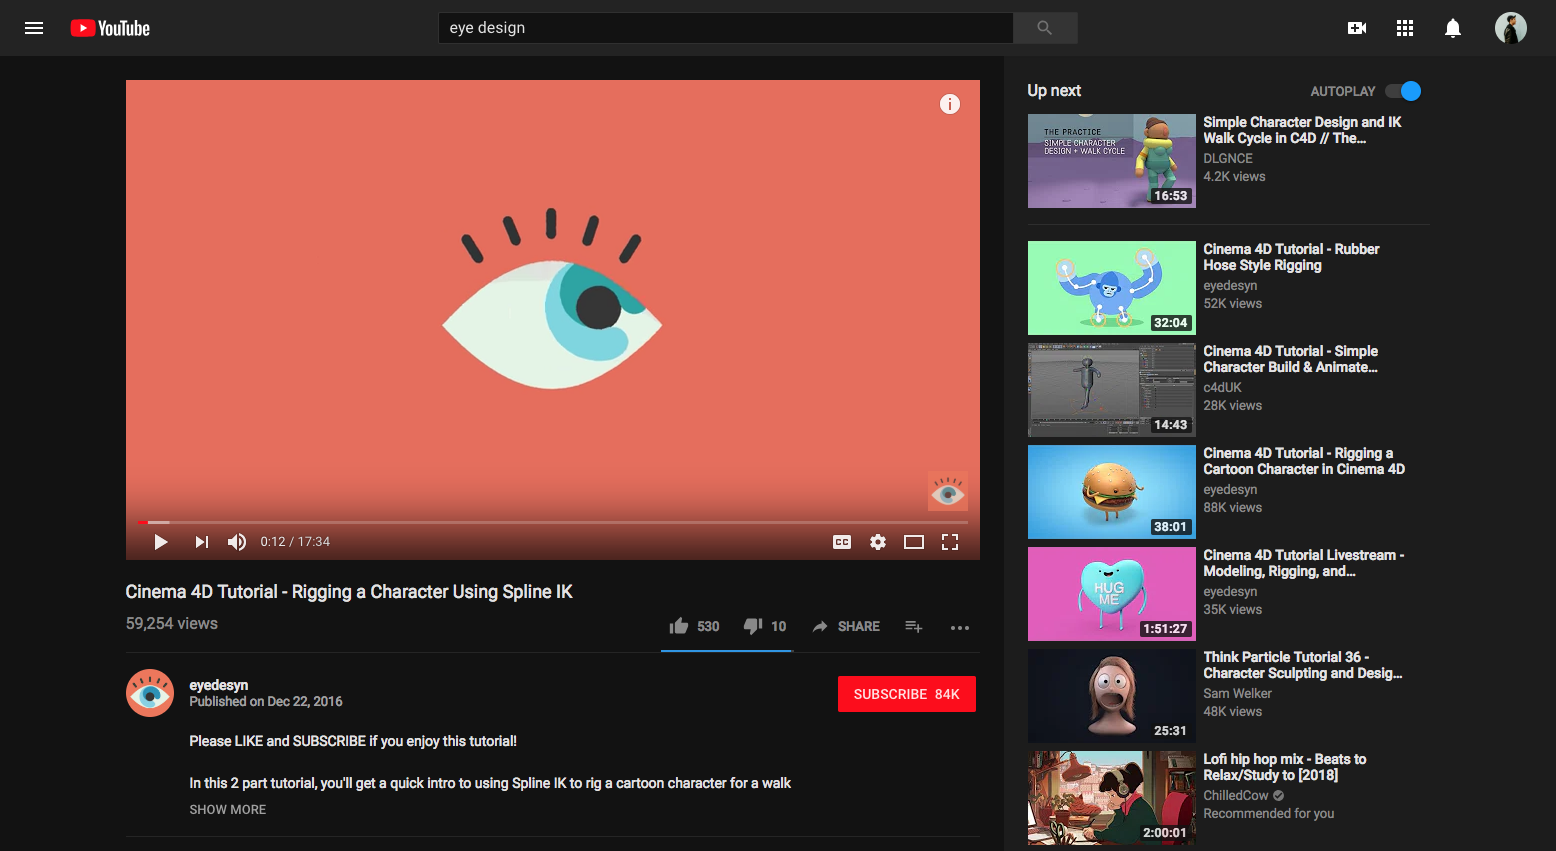 YouTube
eye design
i
CC
0:12 / 17:34
Cinema 4D Tutorial - Rigging a Character Using Spline IK
59,254 views
530
10
SHARE
eyedesyn
Published on Dec 22, 2016
SUBSCRIBE 84K
Please LIKE and SUBSCRIBE if you enjoy this tutorial!
In this 2 part tutorial, you'll get a quick intro to using Spline IK to rig a cartoon character for a walk
SHOW MORE
Up next
AUTOPLAY
THE PRACTICE
SIMPLE CHARACTER
DESIGN + WALK CYCLE
16:53
Simple Character Design and IK
Walk Cycle in C4D // The...
DLGNCE
4.2K views
32:04
Cinema 4D Tutorial - Rubber
Hose Style Rigging
eyedesyn
52K views
14:43
Cinema 4D Tutorial - Simple
Character Build & Animate...
c4dUK
28K views
38:01
Cinema 4D Tutorial - Rigging a
Cartoon Character in Cinema 4D
eyedesyn
88K views
HUG
ME
1:51:27
Cinema 4D Tutorial Livestream -
Modeling, Rigging, and...
eyedesyn
35K views
25:31
Think Particle Tutorial 36 -
Character Sculpting and Desig...
Sam Welker
48K views
2:00:01
Lofi hip hop mix - Beats to
Relax/Study to [2018]
ChilledCow
Recommended for you